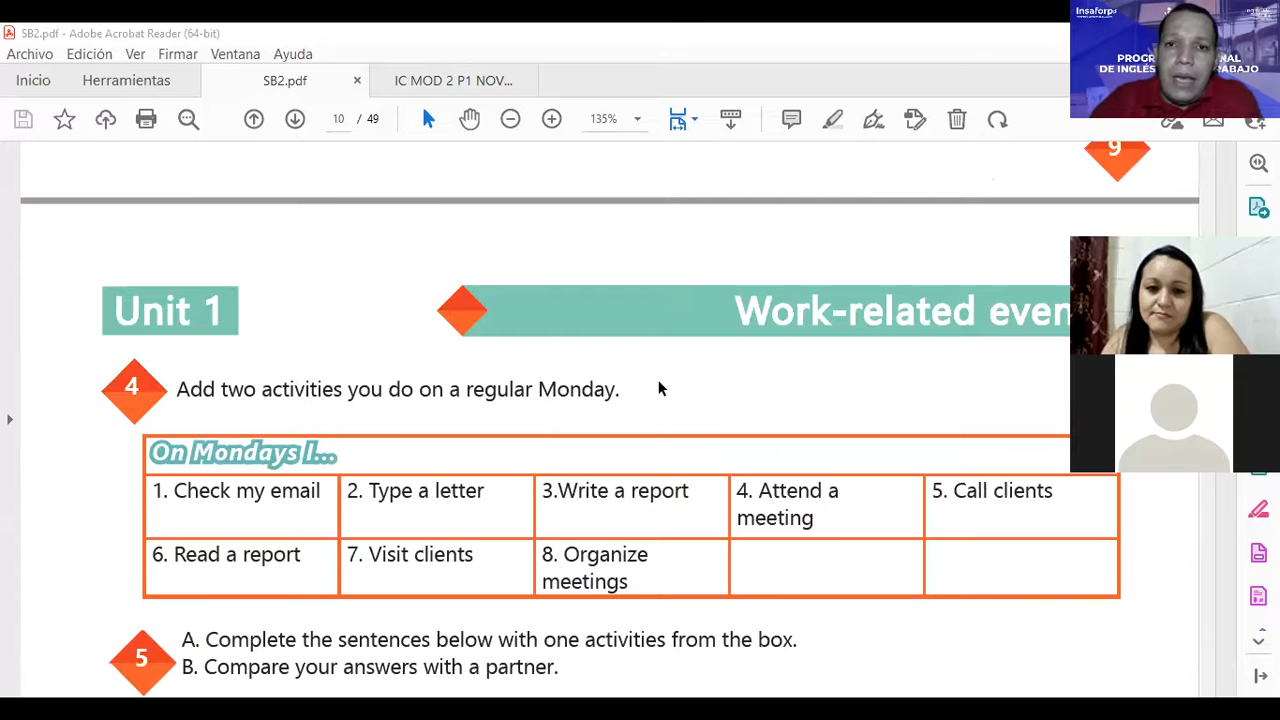 SB2.pdf - Adobe Acrobat Reader (64-bit)
Archivo Edición Ver Firmar Ventana Ayuda
Inicio Herramientas SB2.pdf × IC MOD.2 P1 NOV...
10 / 49 135%
Insaforp
9
Unit 1
Work-related even
4 Add two activities you do on a regular Monday.
On Mondays I...
1. Check my email 2. Type a letter 3.Write a report 4. Attend a meeting 5. Call clients
6. Read a report 7. Visit clients 8. Organize meetings
5 A. Complete the sentences below with one activities from the box.
B. Compare your answers with a partner.